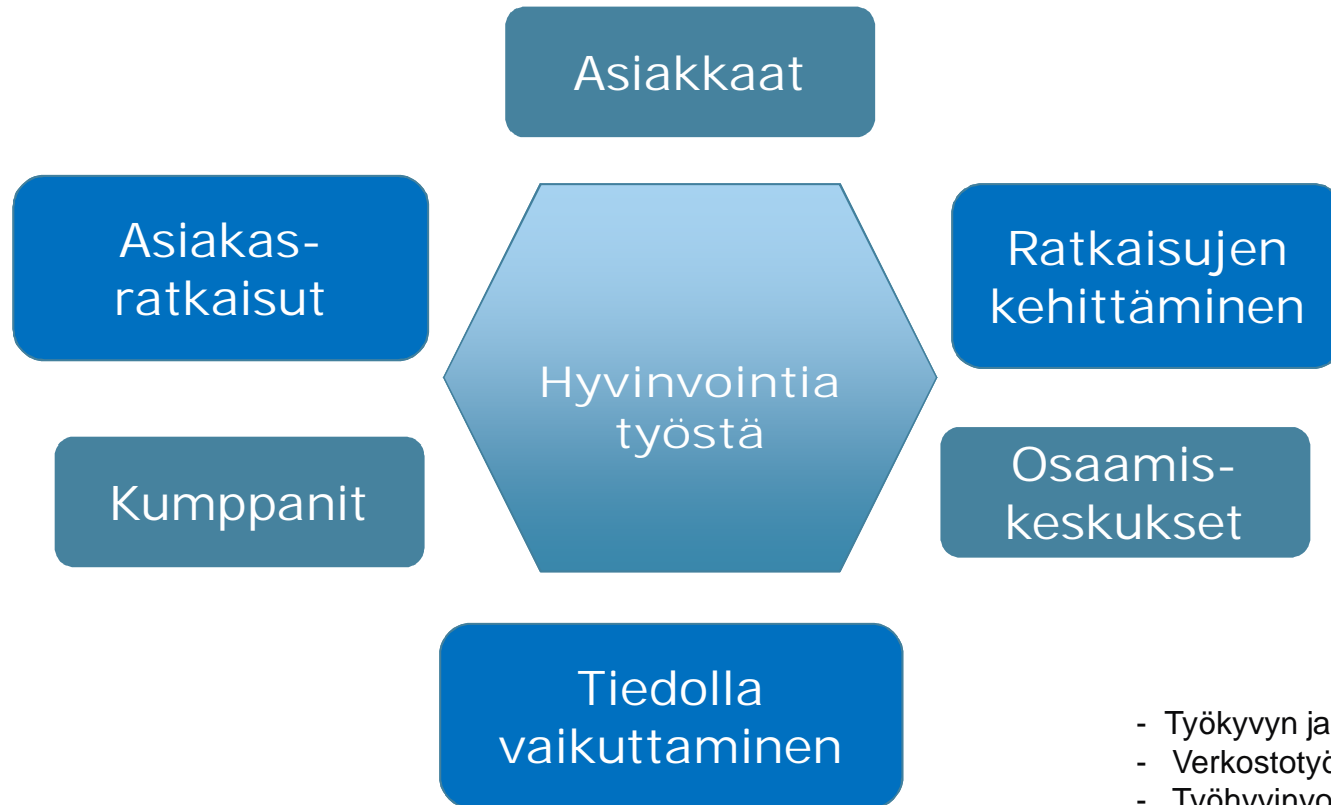 Asiakkaat
Asiakas-
ratkaisut
Ratkaisujen
kehittäminen
Hyvinvointia
työstä
Kumppanit
Osaamis-
keskukset
Tiedolla
vaikuttaminen
- Työkyvyn ja
- Verkostotyö
-